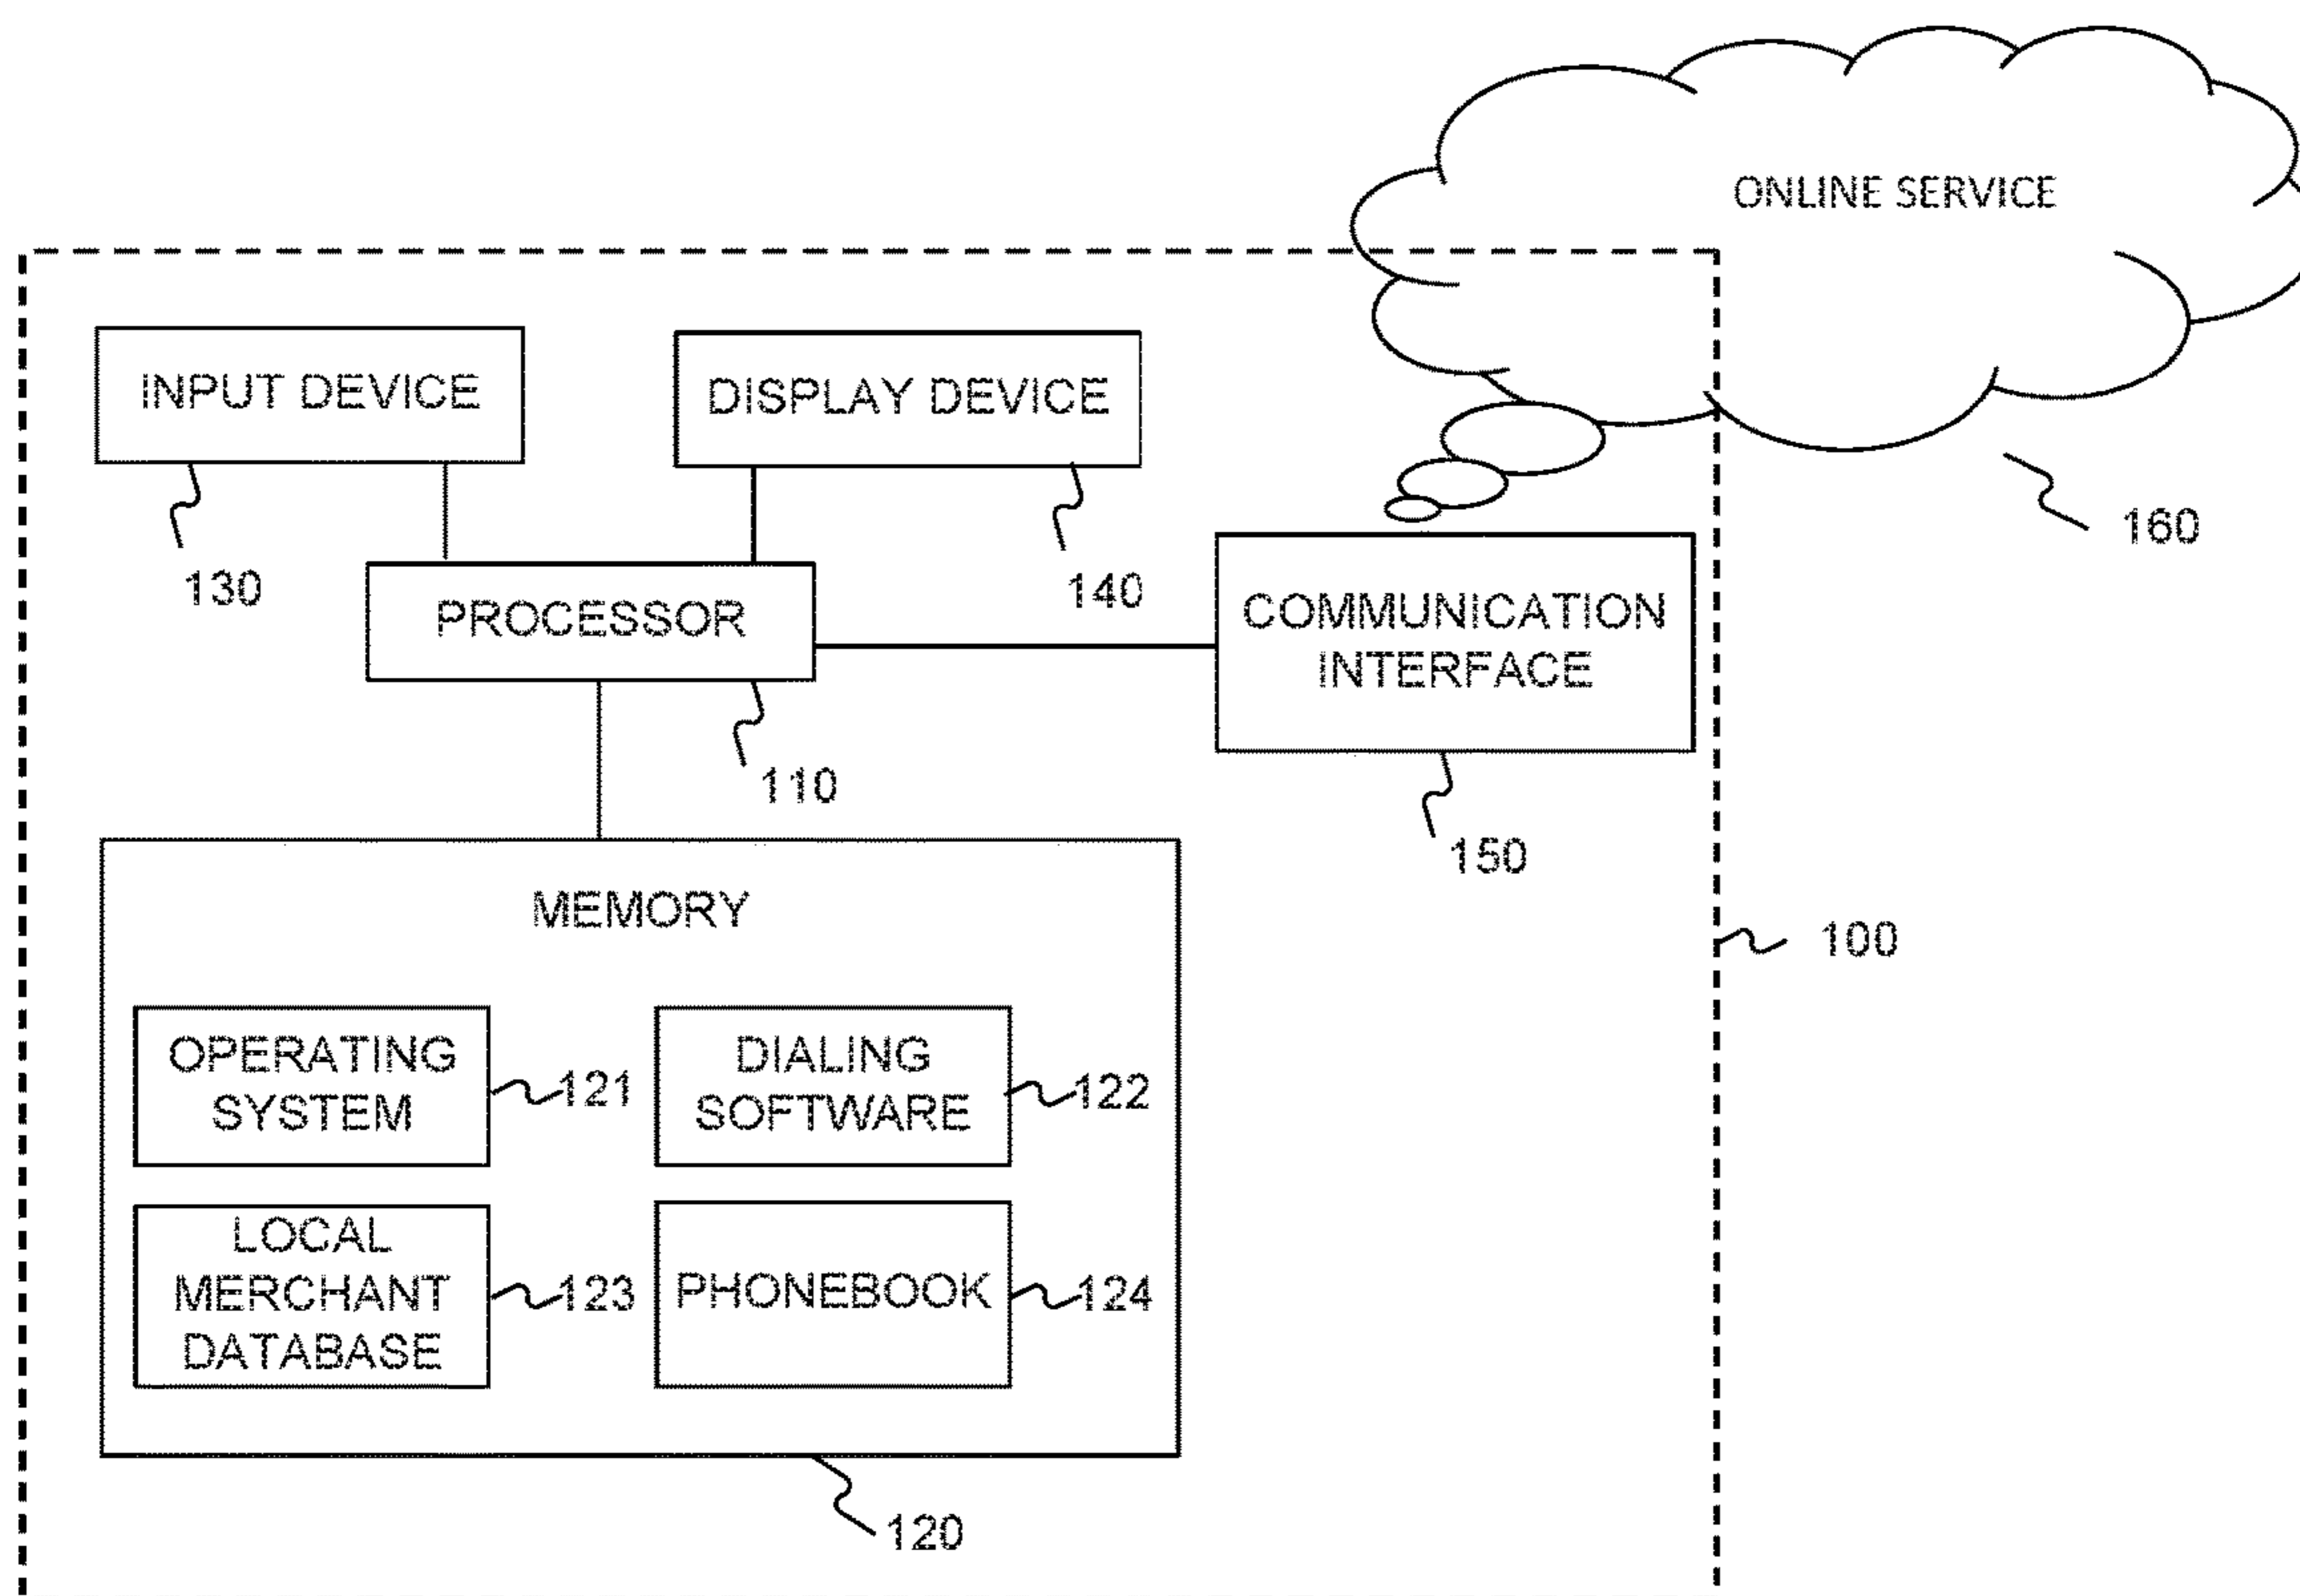 ONLINE SERVICE
160
INPUT DEVICE
130
DISPLAY DEVICE
140
PROCESSOR
110
COMMUNICATION
INTERFACE
150
100
MEMORY
OPERATING
SYSTEM
121
DIALING
SOFTWARE
122
LOCAL
MERCHANT
DATABASE
123
PHONEBOOK
124
120